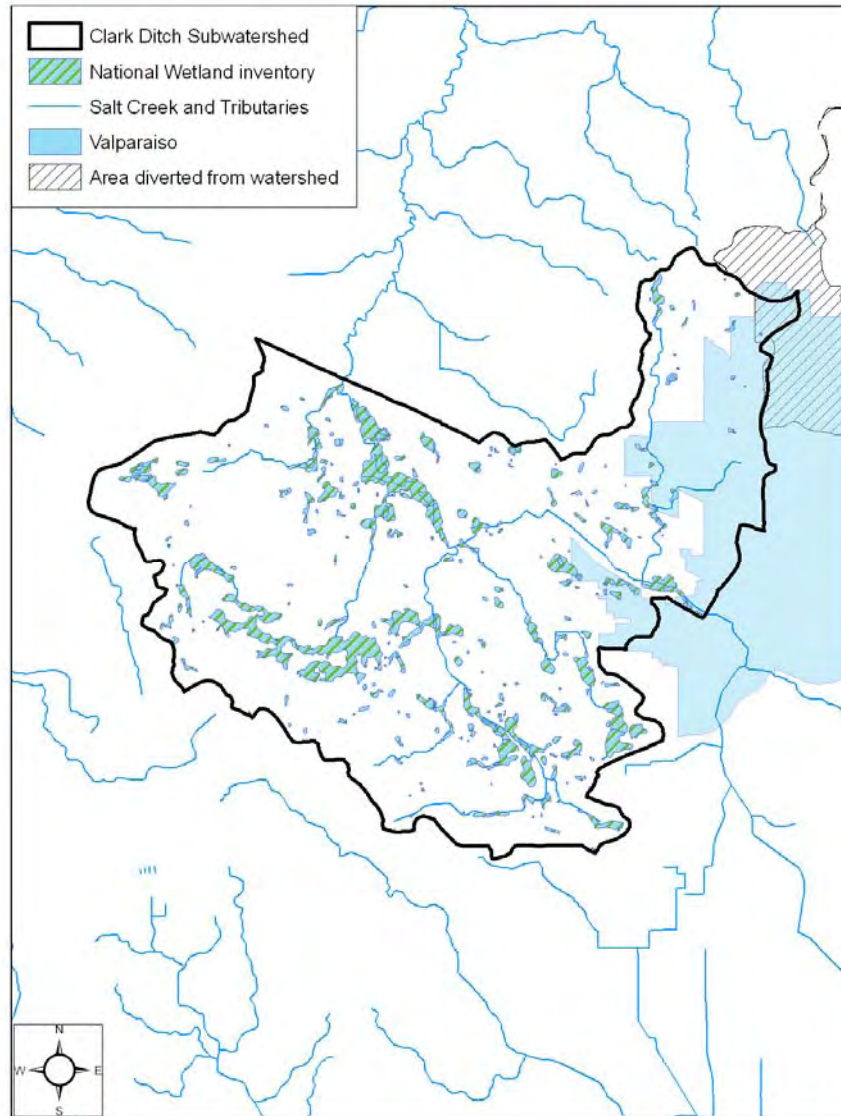 Clark Ditch Subwatershed
National Wetland inventory
Salt Creek and Tributaries
Valparaiso
Area diverted from watershed
N
W E
S